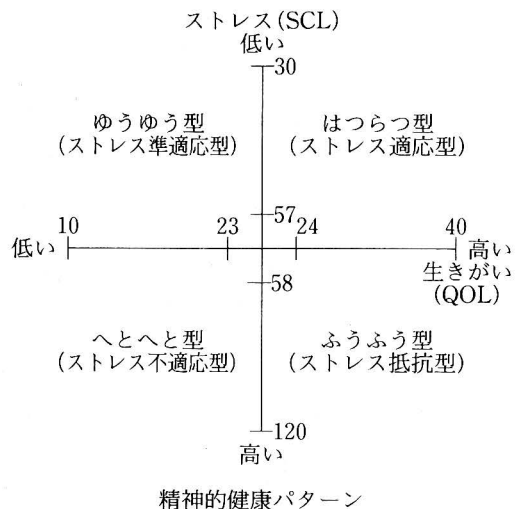 ストレス(SCL)
低い
30
ゆうゆう型
(ストレス準適応型)
はつらつ型
(ストレス適応型)
57
10
23
24
40
低い
高い
生きがい
(QOL)
58
へとへと型
(ストレス不適応型)
ふうふう型
(ストレス抵抗型)
120
高い
精神的健康パターン